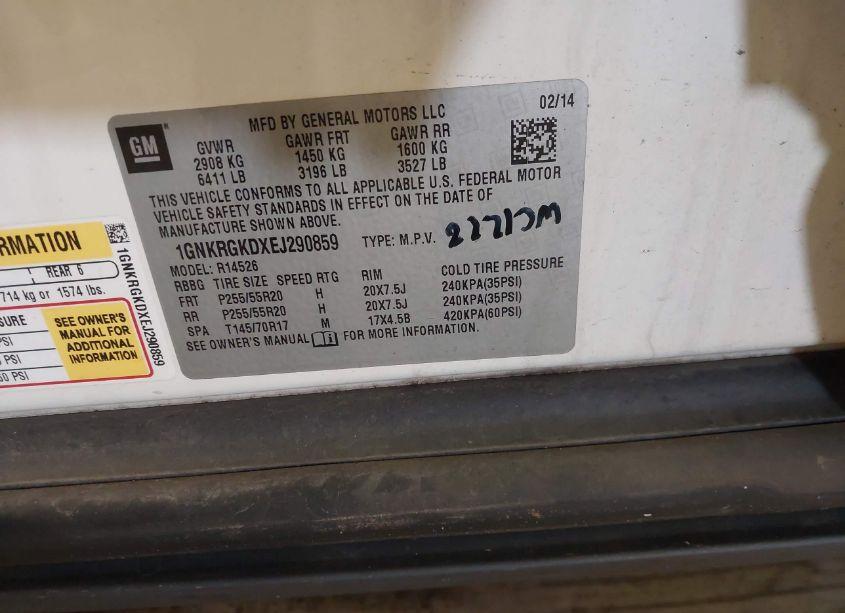 MFD BY GENERAL MOTORS LLC 02/14
GM
GVWR GAWR FRT GAWR RR
2908 KG 1450 KG 1600 KG
6411 LB 3196 LB 3527 LB
THIS VEHICLE CONFORMS TO ALL APPLICABLE U.S. FEDERAL MOTOR
VEHICLE SAFETY STANDARDS IN EFFECT ON THE DATE OF
MANUFACTURE SHOWN ABOVE.
1GNKRGKDXEJ290859 TYPE: M.P.V.
MODEL: R14526
RBBG TIRE SIZE SPEED RTG RIM COLD TIRE PRESSURE
FRT P255/55R20 H 20X7.5J 240KPA(35PSI)
RR P255/55R20 H 20X7.5J 240KPA(35PSI)
SPA T145/70R17 M 17X4.5B 420KPA(60PSI)
SEE OWNER'S MANUAL FOR MORE INFORMATION.
REAR 6
714 kg or 1574 lbs.
SEE OWNER'S
MANUAL FOR
ADDITIONAL
INFORMATION
PSI
PSI
PSI
1GNKRGKDXEJ290859